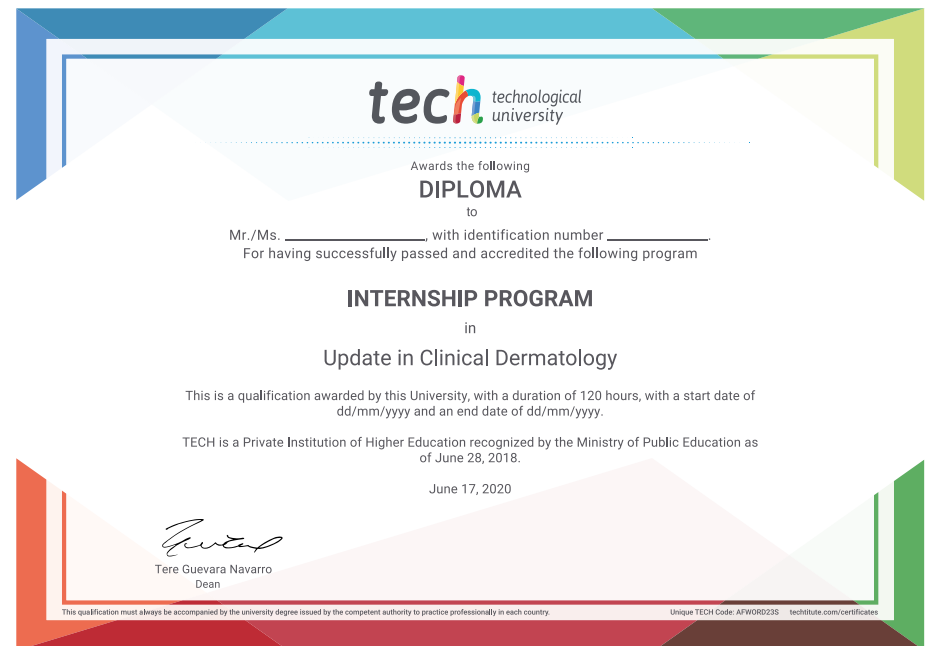 tech technological
university
Awards the following
DIPLOMA
to
Mr./Ms. ____________, with identification number ____________.
For having successfully passed and accredited the following program
INTERNSHIP PROGRAM
in
Update in Clinical Dermatology
This is a qualification awarded by this University, with a duration of 120 hours, with a start date of
dd/mm/yyyy and an end date of dd/mm/yyyy.
TECH is a Private Institution of Higher Education recognized by the Ministry of Public Education as
of June 28, 2018.
June 17, 2020
Tere Guevara Navarro
Dean
This qualification must always be accompanied by the university degree issued by the competent authority to practice professionally in each country.
Unique TECH Code: AFWORD23S techtitute.com/certificates